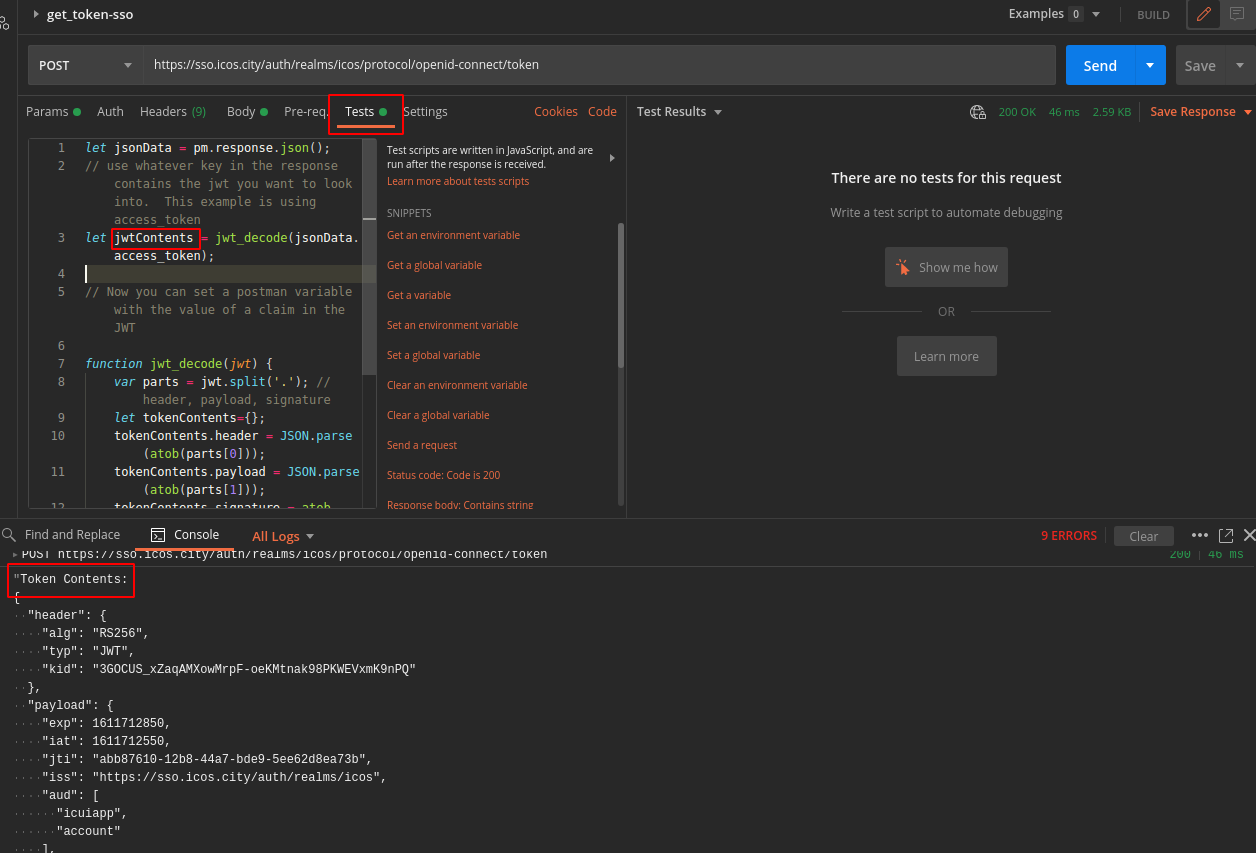 get_token-sso
Examples 0
BUILD
POST
https://sso.icos.city/auth/realms/icos/protocol/openid-connect/token
Send
Save
Params
Auth
Headers (9)
Body
Pre-req.
Tests
Settings
Cookies
Code
Test Results
200 OK
46 ms
2.59 KB
Save Response
1 let jsonData = pm.response.json();
2 // use whatever key in the response
contains the jwt you want to look
into.  This example is using
access_token
3 let jwtContents = jwt_decode(jsonData.
access_token);
4
5 // Now you can set a postman variable
with the value of a claim in the
JWT
6
7 function jwt_decode(jwt) {
8 var parts = jwt.split('.'); //
header, payload, signature
9 let tokenContents={};
10 tokenContents.header = JSON.parse
(atob(parts[0]));
11 tokenContents.payload = JSON.parse
(atob(parts[1]));
12 tokenContents.signature = atob
Test scripts are written in JavaScript, and are
run after the response is received.
Learn more about tests scripts
SNIPPETS
Get an environment variable
Get a global variable
Get a variable
Set an environment variable
Set a global variable
Clear an environment variable
Clear a global variable
Send a request
Status code: Code is 200
Response body: Contains string
There are no tests for this request
Write a test script to automate debugging
Show me how
OR
Learn more
Find and Replace
Console
All Logs
9 ERRORS
Clear
POST https://sso.icos.city/auth/realms/icos/protocol/openid-connect/token
200 46 ms
"Token Contents:
{
"header": {
"alg": "RS256",
"typ": "JWT",
"kid": "3GOCUS_xZaqAMXowMrpF-oeKMtnak98PKWEVxmK9nPQ"
},
"payload": {
"exp": 1611712850,
"iat": 1611712550,
"jti": "abb87610-12b8-44a7-bde9-5ee62d8ea73b",
"iss": "https://sso.icos.city/auth/realms/icos",
"aud": [
"icuiapp",
"account"
],